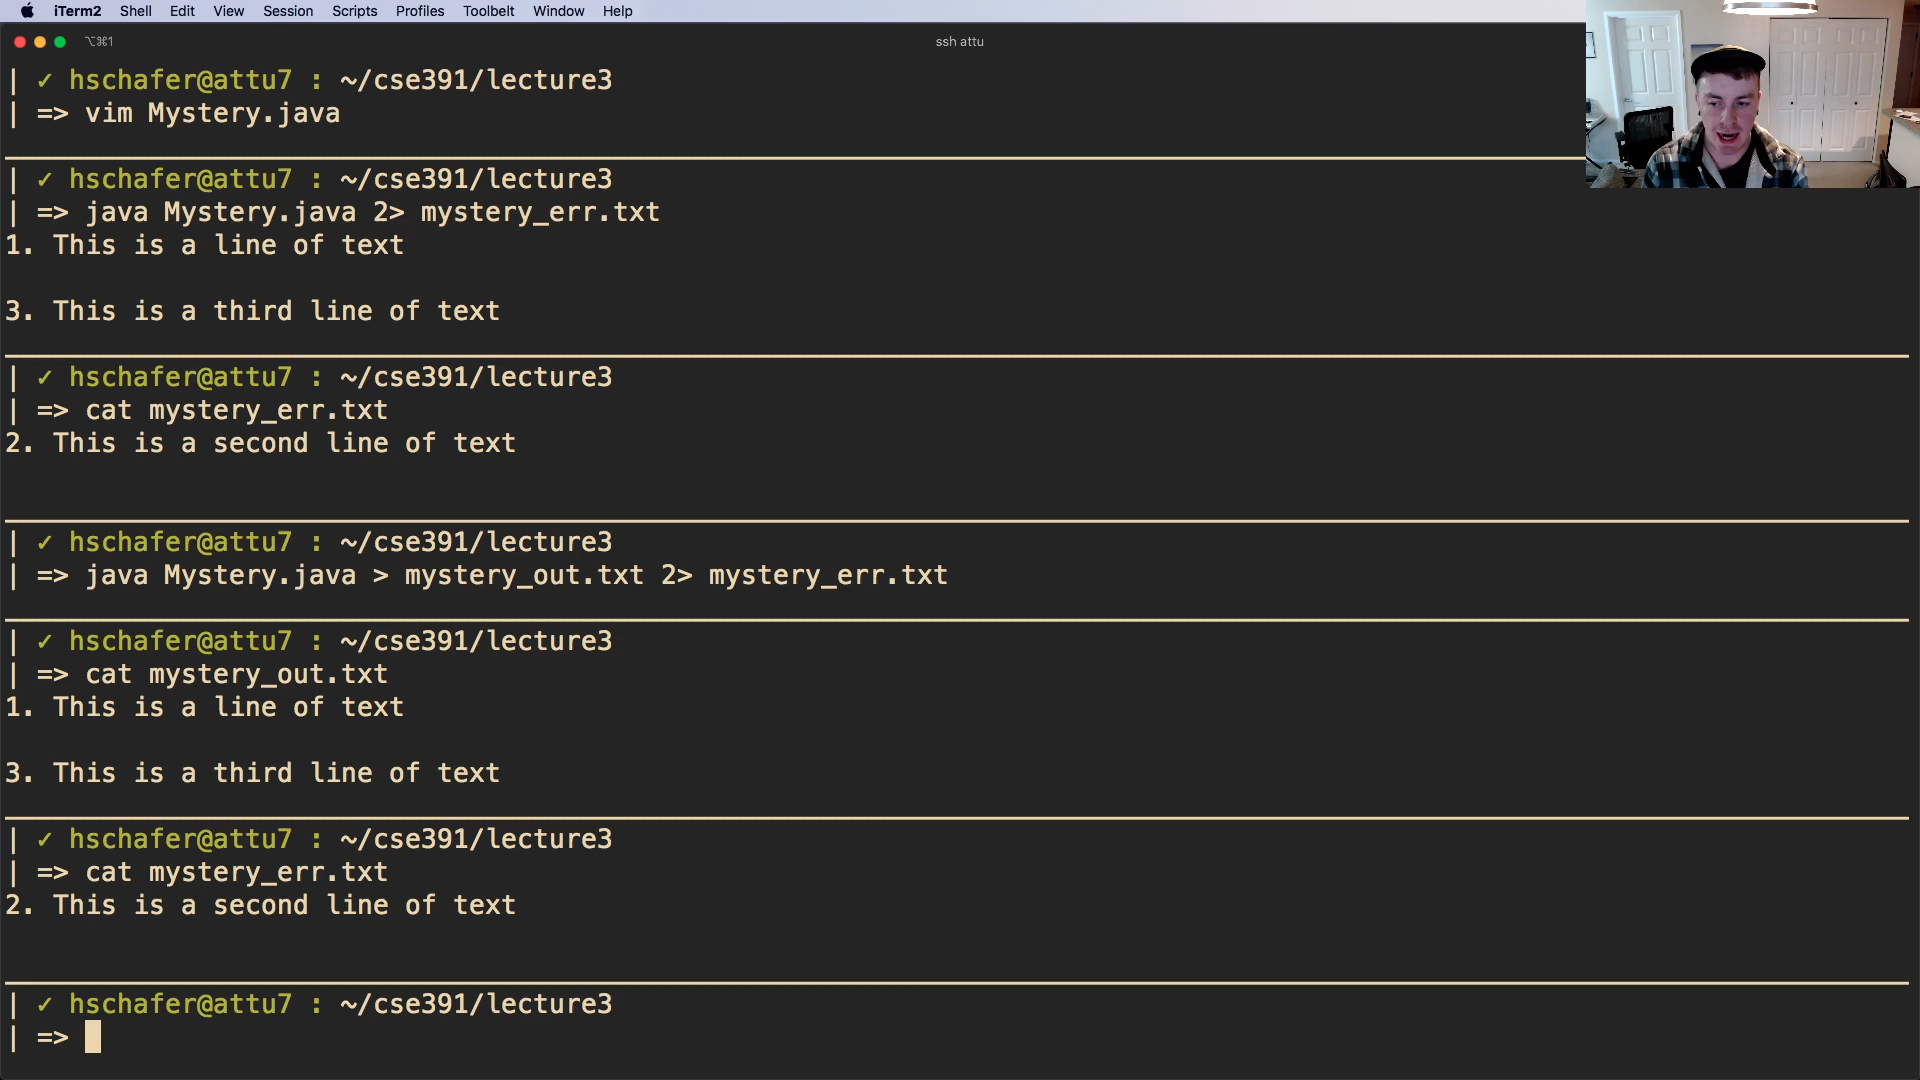 iTerm2 Shell Edit View Session Scripts Profiles Toolbelt Window Help
⌥⌘1 ssh attu
| ✓ hschafer@attu7 : ~/cse391/lecture3
| => vim Mystery.java
| ✓ hschafer@attu7 : ~/cse391/lecture3
| => java Mystery.java 2> mystery_err.txt
1. This is a line of text
3. This is a third line of text
| ✓ hschafer@attu7 : ~/cse391/lecture3
| => cat mystery_err.txt
2. This is a second line of text
| ✓ hschafer@attu7 : ~/cse391/lecture3
| => java Mystery.java > mystery_out.txt 2> mystery_err.txt
| ✓ hschafer@attu7 : ~/cse391/lecture3
| => cat mystery_out.txt
1. This is a line of text
3. This is a third line of text
| ✓ hschafer@attu7 : ~/cse391/lecture3
| => cat mystery_err.txt
2. This is a second line of text
| ✓ hschafer@attu7 : ~/cse391/lecture3
| =>